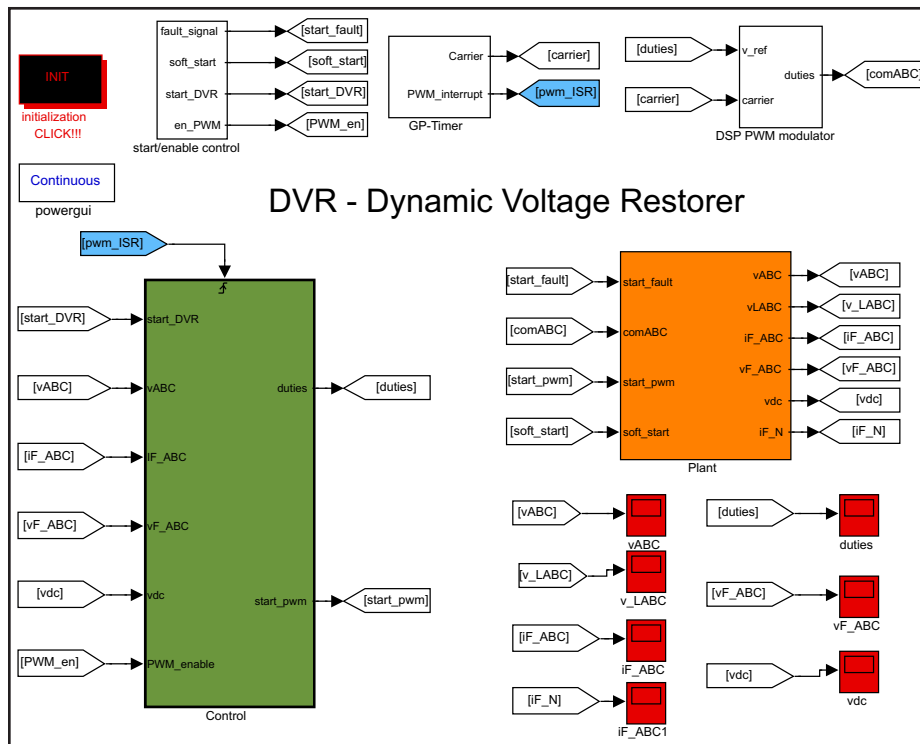 INIT
initialization
CLICK!!!
fault_signal
soft_start
start_DVR
en_PWM
start/enable control
[start_fault]
[soft_start]
[start_DVR]
[PWM_en]
Carrier
PWM_interrupt
GP-Timer
[carrier]
[pwm_ISR]
[duties]
[carrier]
v_ref
carrier
duties
DSP PWM modulator
[comABC]
Continuous
powergui
DVR - Dynamic Voltage Restorer
[pwm_ISR]
[start_DVR]
[vABC]
[iF_ABC]
[vF_ABC]
[vdc]
[PWM_en]
start_DVR
vABC
IF_ABC
vF_ABC
vdc
PWM_enable
duties
start_pwm
Control
[duties]
[start_pwm]
[start_fault]
[comABC]
[start_pwm]
[soft_start]
start_fault
comABC
start_pwm
soft_start
vABC
vLABC
iF_ABC
vF_ABC
vdc
iF_N
Plant
[vABC]
[v_LABC]
[iF_ABC]
[vF_ABC]
[vdc]
[iF_N]
[vABC]
vABC
[v_LABC]
v_LABC
[iF_ABC]
iF_ABC
[iF_N]
iF_ABC1
[duties]
duties
[vF_ABC]
vF_ABC
[vdc]
vdc